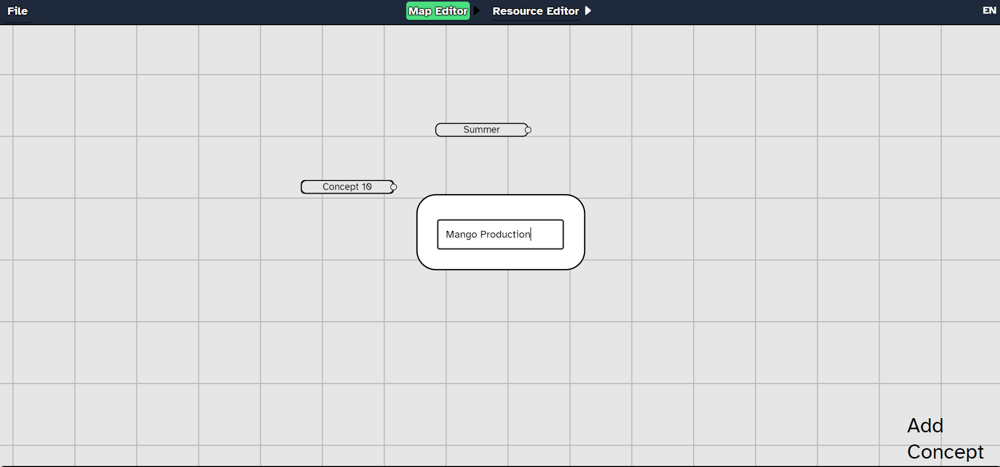 File
Map Editor
Resource Editor
EN
Summer
Concept 10
Mango Production
Add
Concept